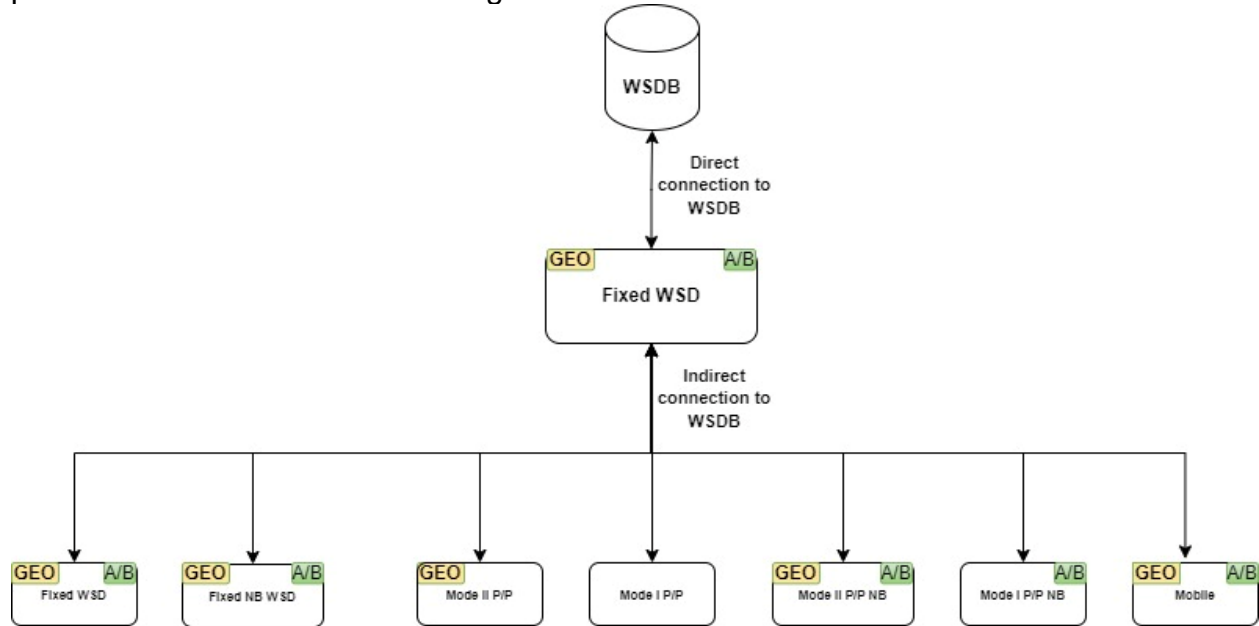 WSDB
Direct
connection to
WSDB
GEO A/B
Fixed WSD
Indirect
connection to
WSDB
GEO A/B GEO A/B GEO GEO A/B A/B GEO A/B
Fixed WSD Fixed NB WSD Mode II P/P Mode I P/P Mode II P/P NB Mode I P/P NB Mobile